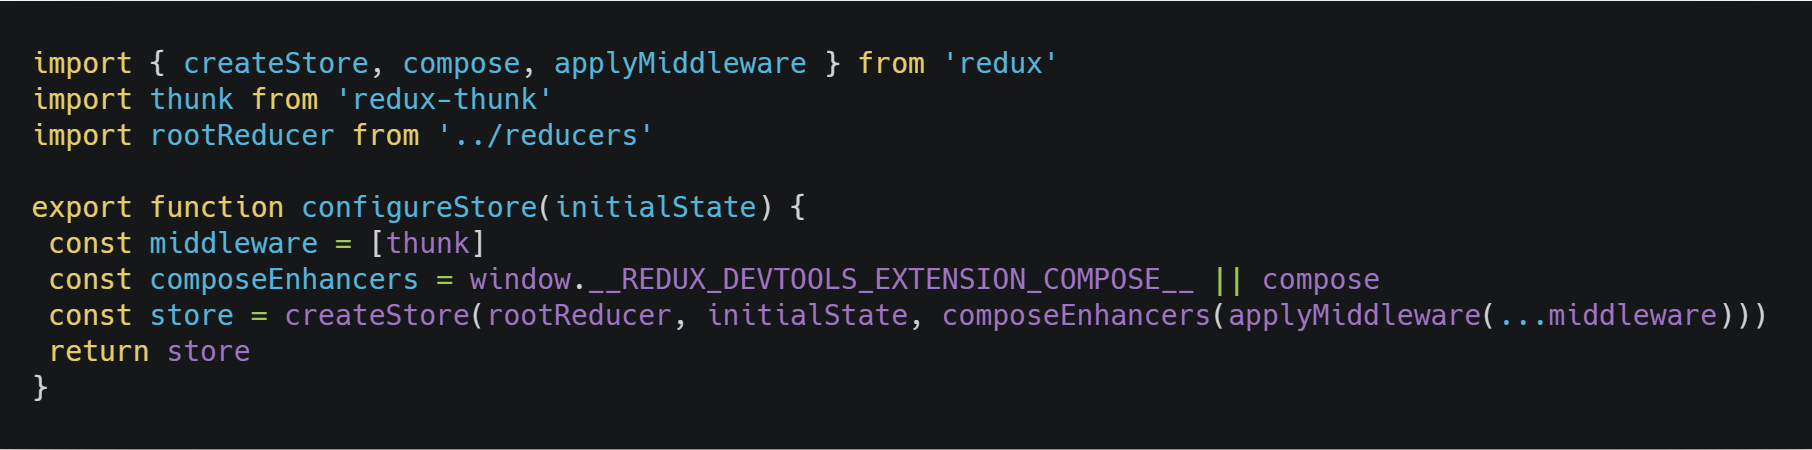 import { createStore, compose, applyMiddleware } from 'redux'
import thunk from 'redux-thunk'
import rootReducer from '../reducers'

export function configureStore(initialState) {
 const middleware = [thunk]
 const composeEnhancers = window.__REDUX_DEVTOOLS_EXTENSION_COMPOSE__ || compose
 const store = createStore(rootReducer, initialState, composeEnhancers(applyMiddleware(...middleware)))
 return store
}